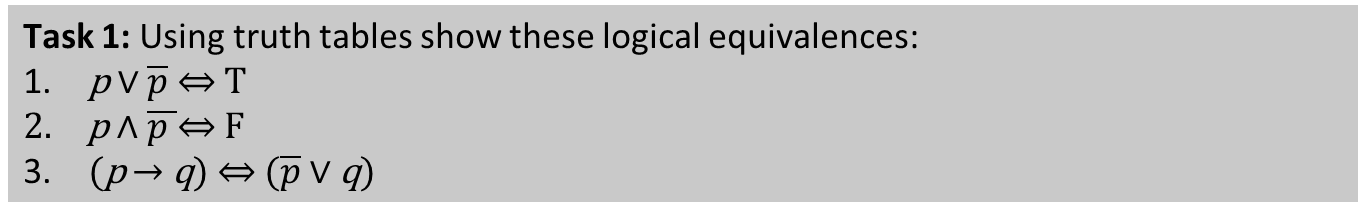 Task 1: Using truth tables show these logical equivalences:
1. p ∨ p̅ ⇔ T
2. p ∧ p̅ ⇔ F
3. (p → q) ⇔ (p̅ ∨ q)